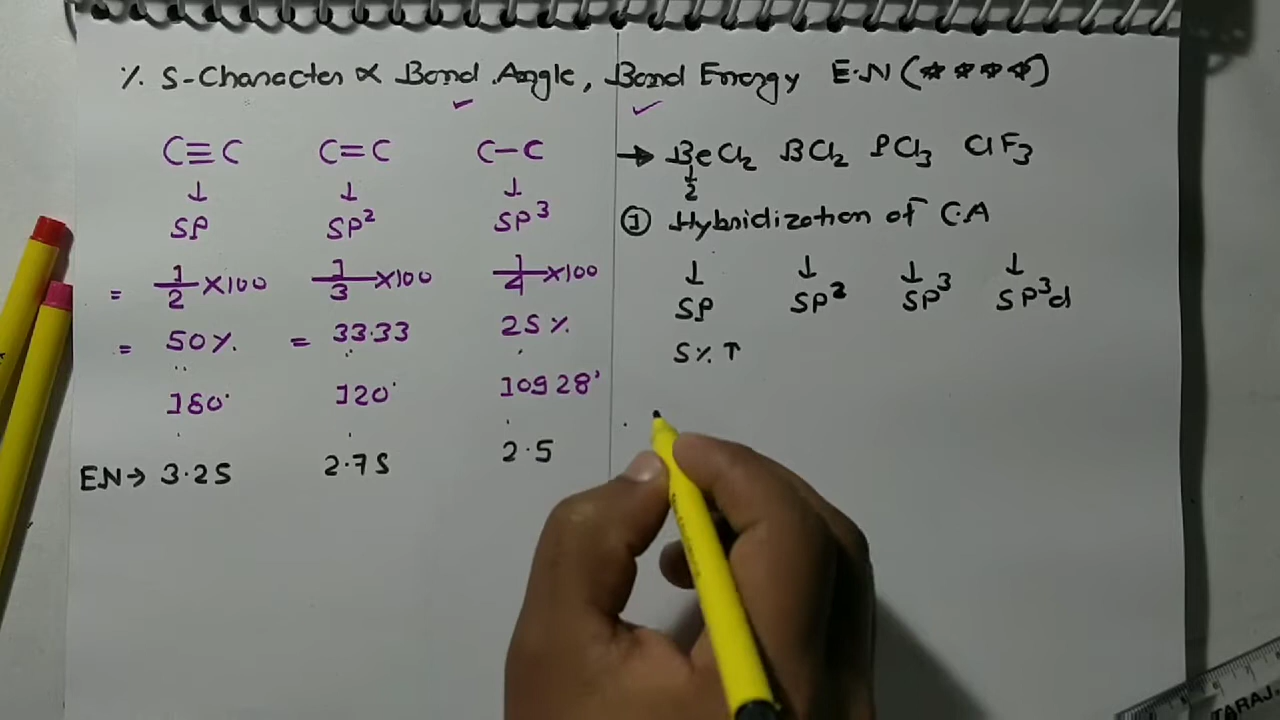 % S-Character ∝ Bond Angle, Bond Energy E.N (****)
C≡C C=C C-C
↓ ↓ ↓
SP SP² SP³
= 1/2 ×100 1/3 ×100 1/4 ×100
= 50% = 33.33 25%
180° 120° 109 28'
EN→ 3.25 2.75 2.5
→ BeCl₂ BCl₂ PCl₃ ClF₃
↓
2
① Hybridization of C.A
↓ ↓ ↓ ↓
SP SP² SP³ SP³d
S% ↑
TARAJ